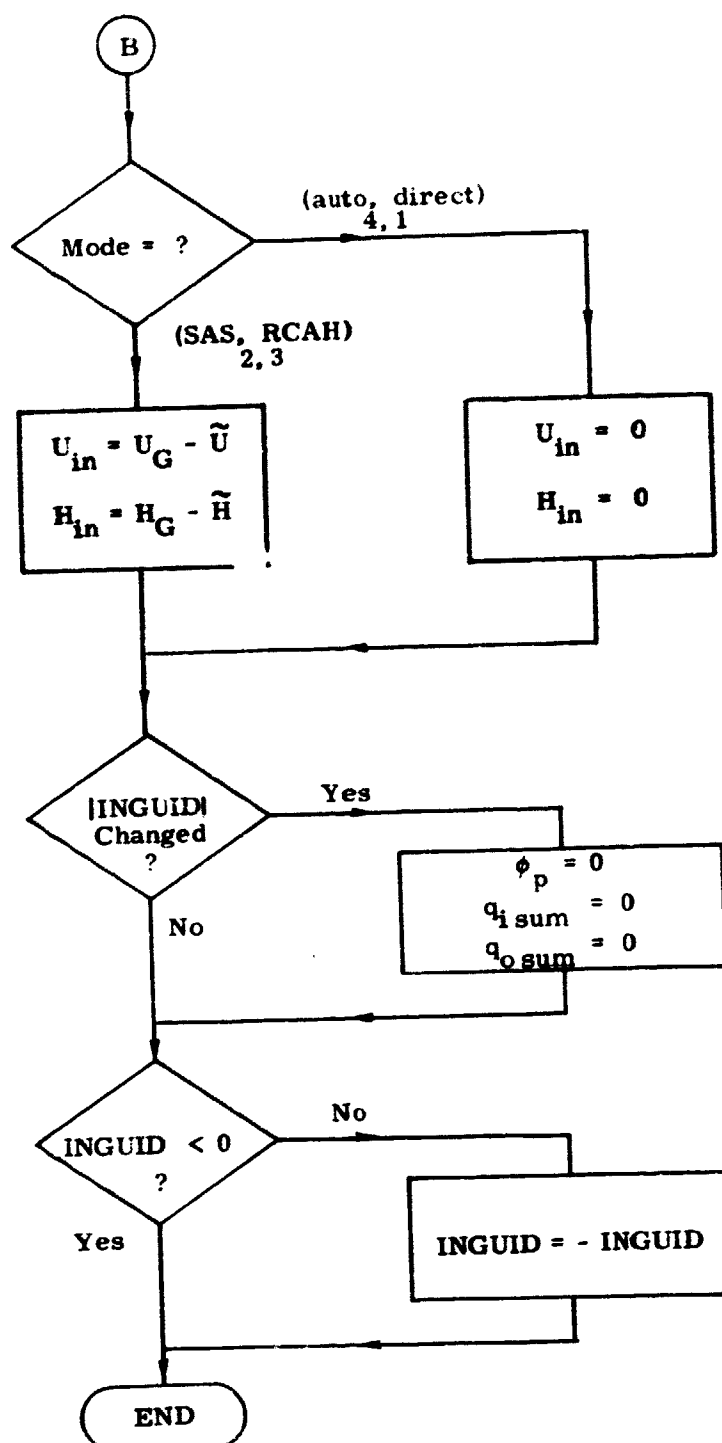 B
Mode = ?
(auto, direct)
4, 1
(SAS, RCAH)
2, 3
U_in = U_G - Ũ
H_in = H_G - H̃
U_in = 0
H_in = 0
|INGUID|
Changed
?
Yes
ϕ_p = 0
q_i sum = 0
q_o sum = 0
No
INGUID < 0
?
No
INGUID = - INGUID
Yes
END